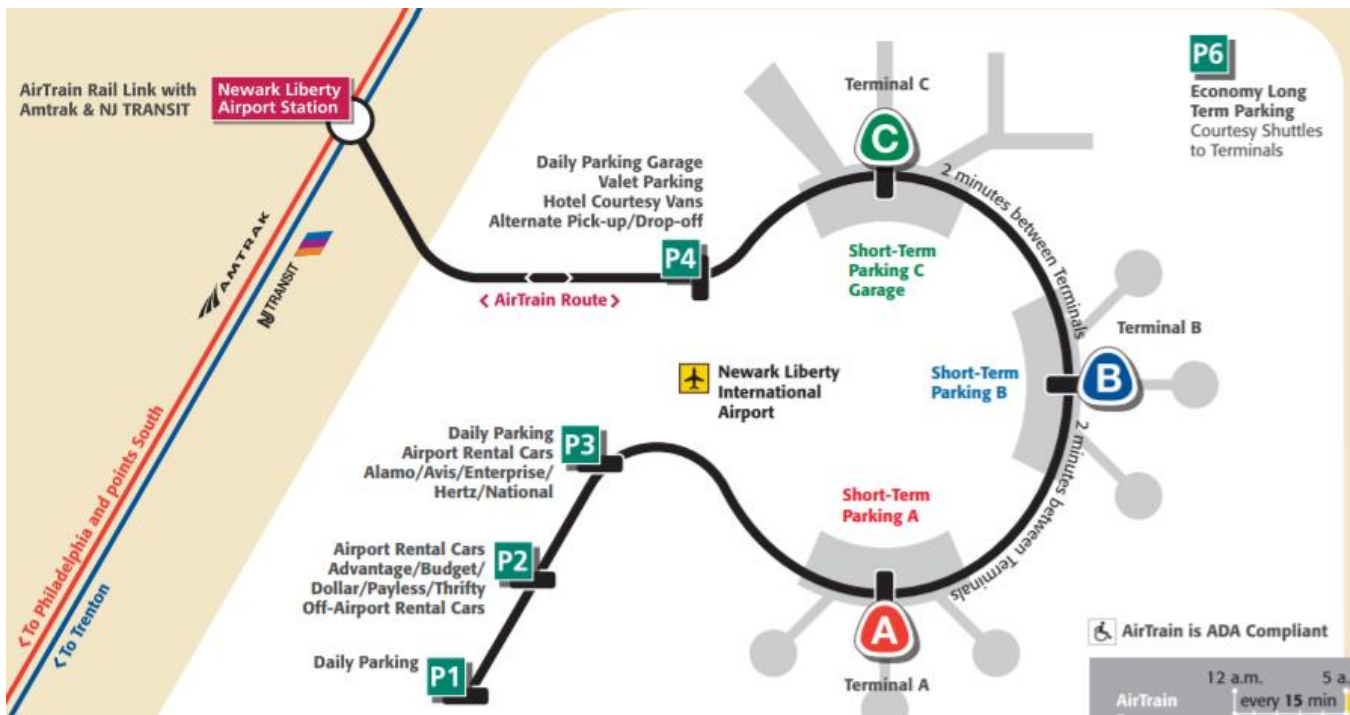 AirTrain Rail Link with
Amtrak & NJ TRANSIT
Newark Liberty
Airport Station
AMTRAK
NJ TRANSIT
< To Philadelphia and points South
< To Trenton
Daily Parking Garage
Valet Parking
Hotel Courtesy Vans
Alternate Pick-up/Drop-off
P4
< AirTrain Route >
Terminal C
C
Short-Term
Parking C
Garage
2 minutes between Terminals
P6
Economy Long
Term Parking
Courtesy Shuttles
to Terminals
Terminal B
B
Short-Term
Parking B
Newark Liberty
International
Airport
2 minutes between Terminals
Daily Parking
Airport Rental Cars
Alamo/Avis/Enterprise/
Hertz/National
P3
Short-Term
Parking A
A
Terminal A
Airport Rental Cars
Advantage/Budget/
Dollar/Payless/Thrifty
Off-Airport Rental Cars
P2
Daily Parking
P1
AirTrain is ADA Compliant
12 a.m. 5 a.
AirTrain
every 15 min